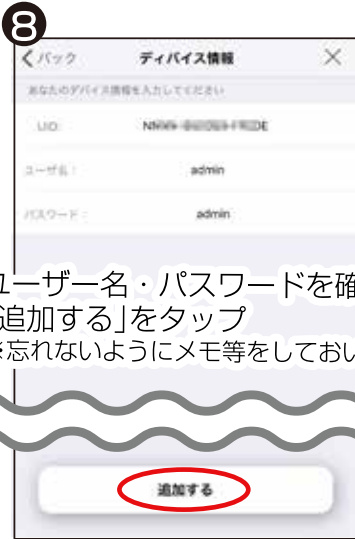 8
バック ディバイス情報 ×
あなたのデバイス情報を入力してください
UID:
ユーザ名: admin
パスワード: admin
ユーザー名・パスワードを確
追加する」をタップ
※忘れないようにメモ等をしておい
追加する